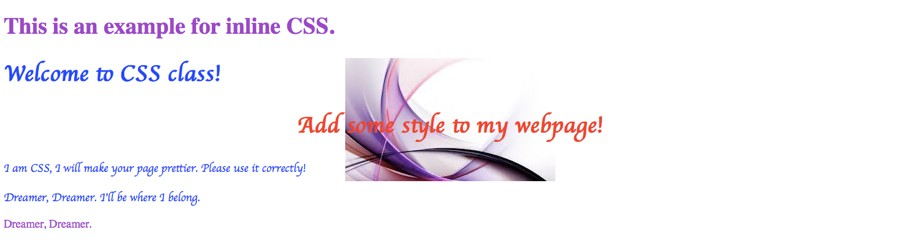 This is an example for inline CSS.
Welcome to CSS class!
Add some style to my webpage!
I am CSS, I will make your page prettier. Please use it correctly!
Dreamer, Dreamer. I'll be where I belong.
Dreamer, Dreamer.